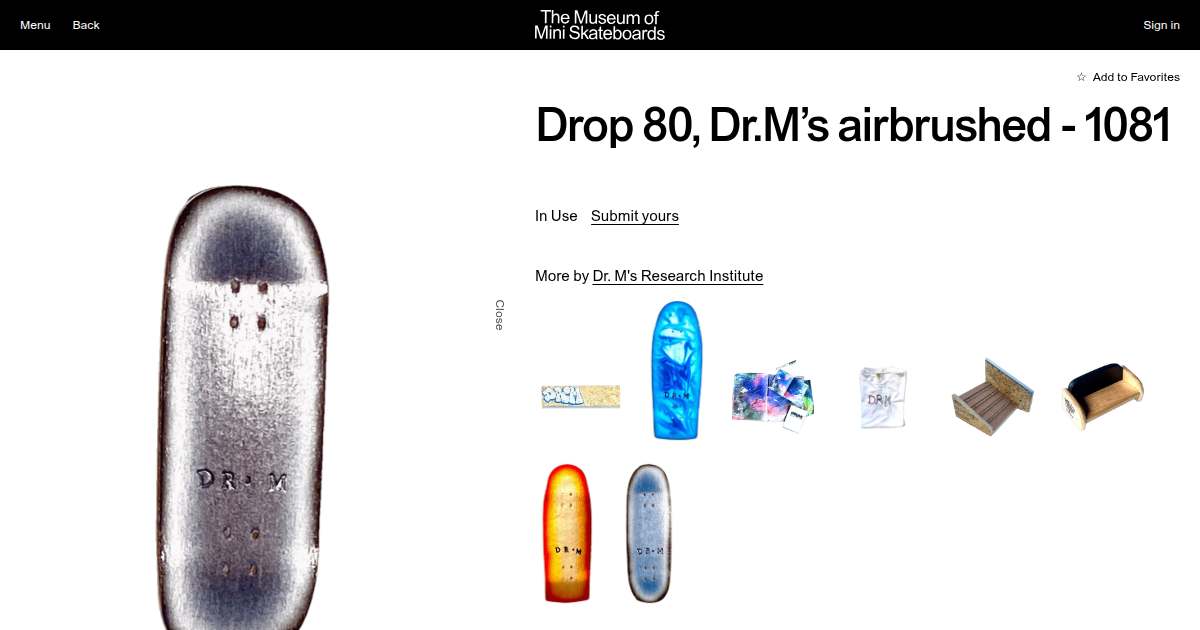 Menu
Back
The Museum of
Mini Skateboards
Sign in
☆ Add to Favorites
Drop 80, Dr.M’s airbrushed - 1081
In Use Submit yours
More by Dr. M's Research Institute
Close
DR·M
DR·M
DRM
DRM
DR·M
DR·M